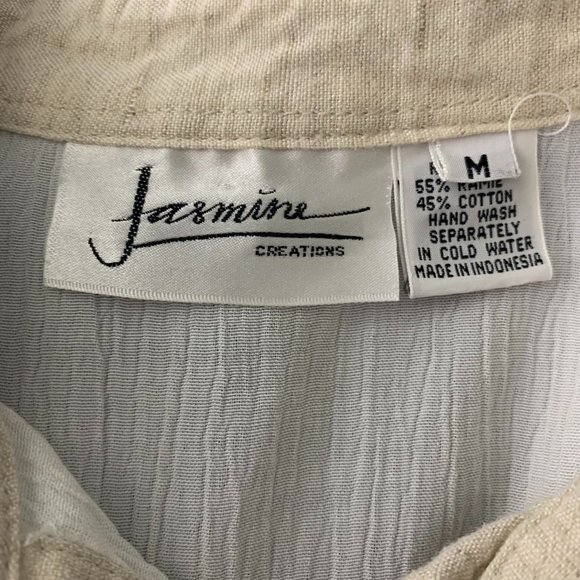 Jasmine
CREATIONS
M
55% RAMIE
45% COTTON
HAND WASH
SEPARATELY
IN COLD WATER
MADE IN INDONESIA